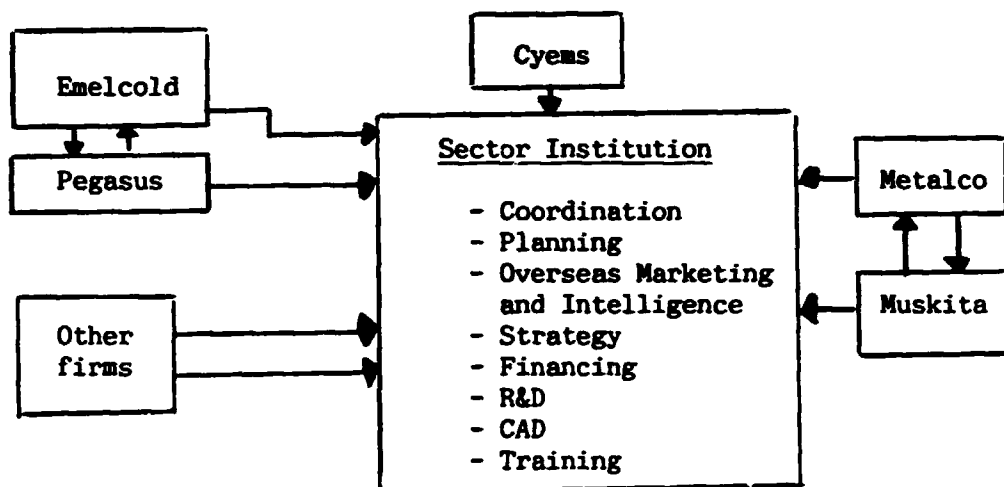 Emelcold
Cyems
Pegasus
Sector Institution
- Coordination
- Planning
- Overseas Marketing
and Intelligence
- Strategy
- Financing
- R&D
- CAD
- Training
Metalco
Muskita
Other
firms